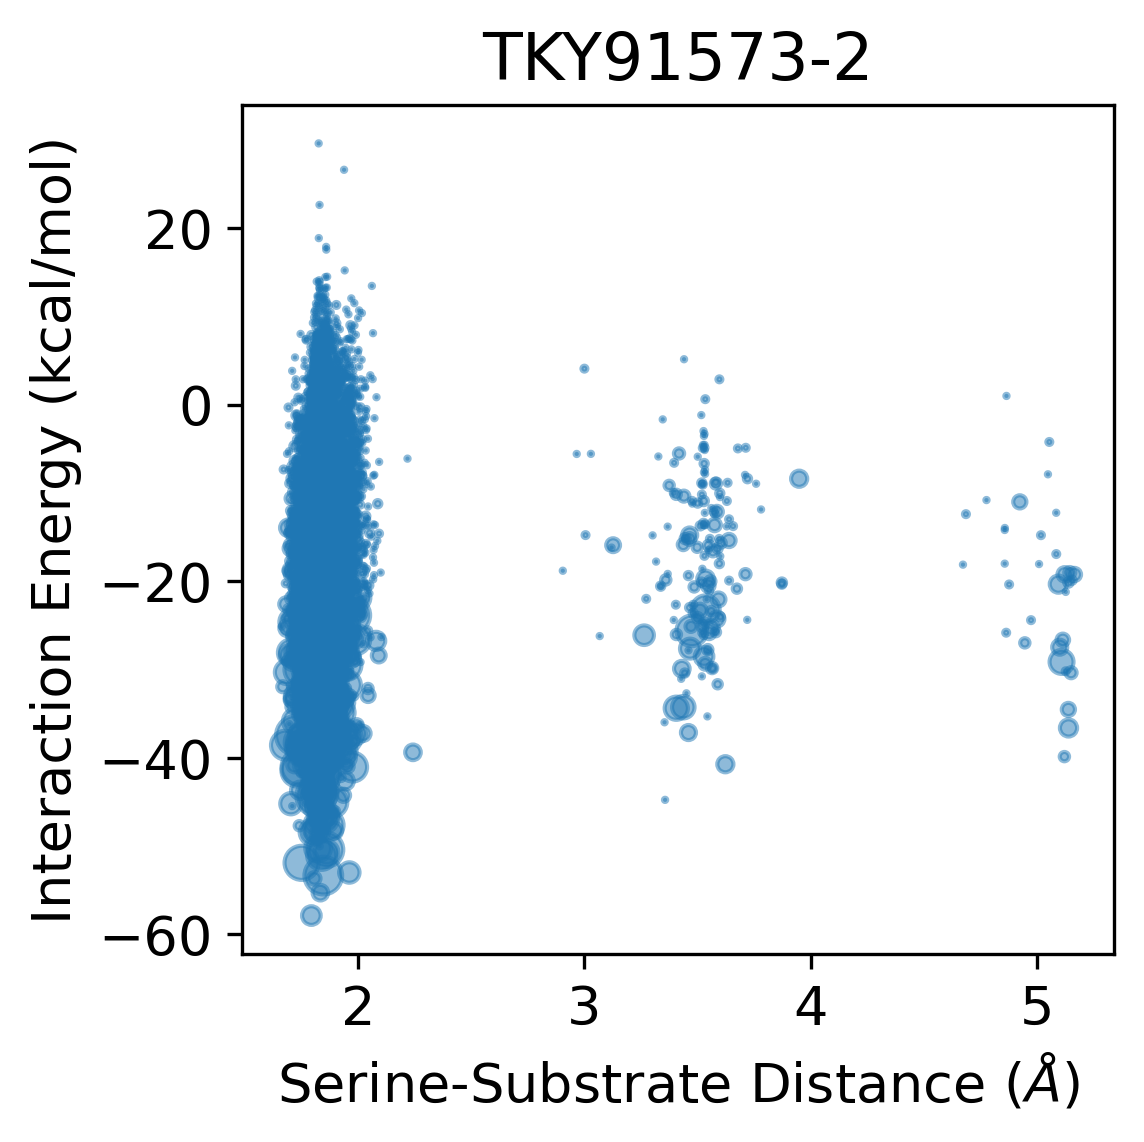 TKY91573-2
Interaction Energy (kcal/mol)
20
0
−20
−40
−60
2 3 4 5
Serine-Substrate Distance (Å)